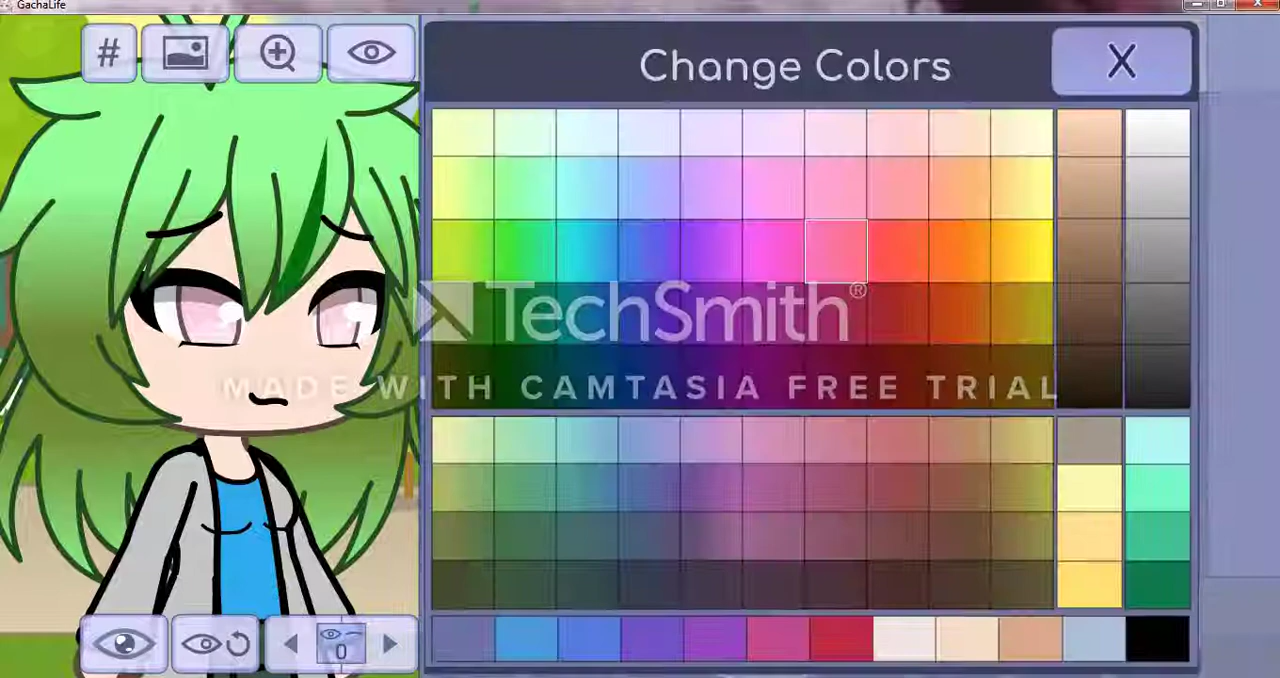 GachaLife
#
Change Colors
X
TechSmith®
MADE WITH CAMTASIA FREE TRIAL
0